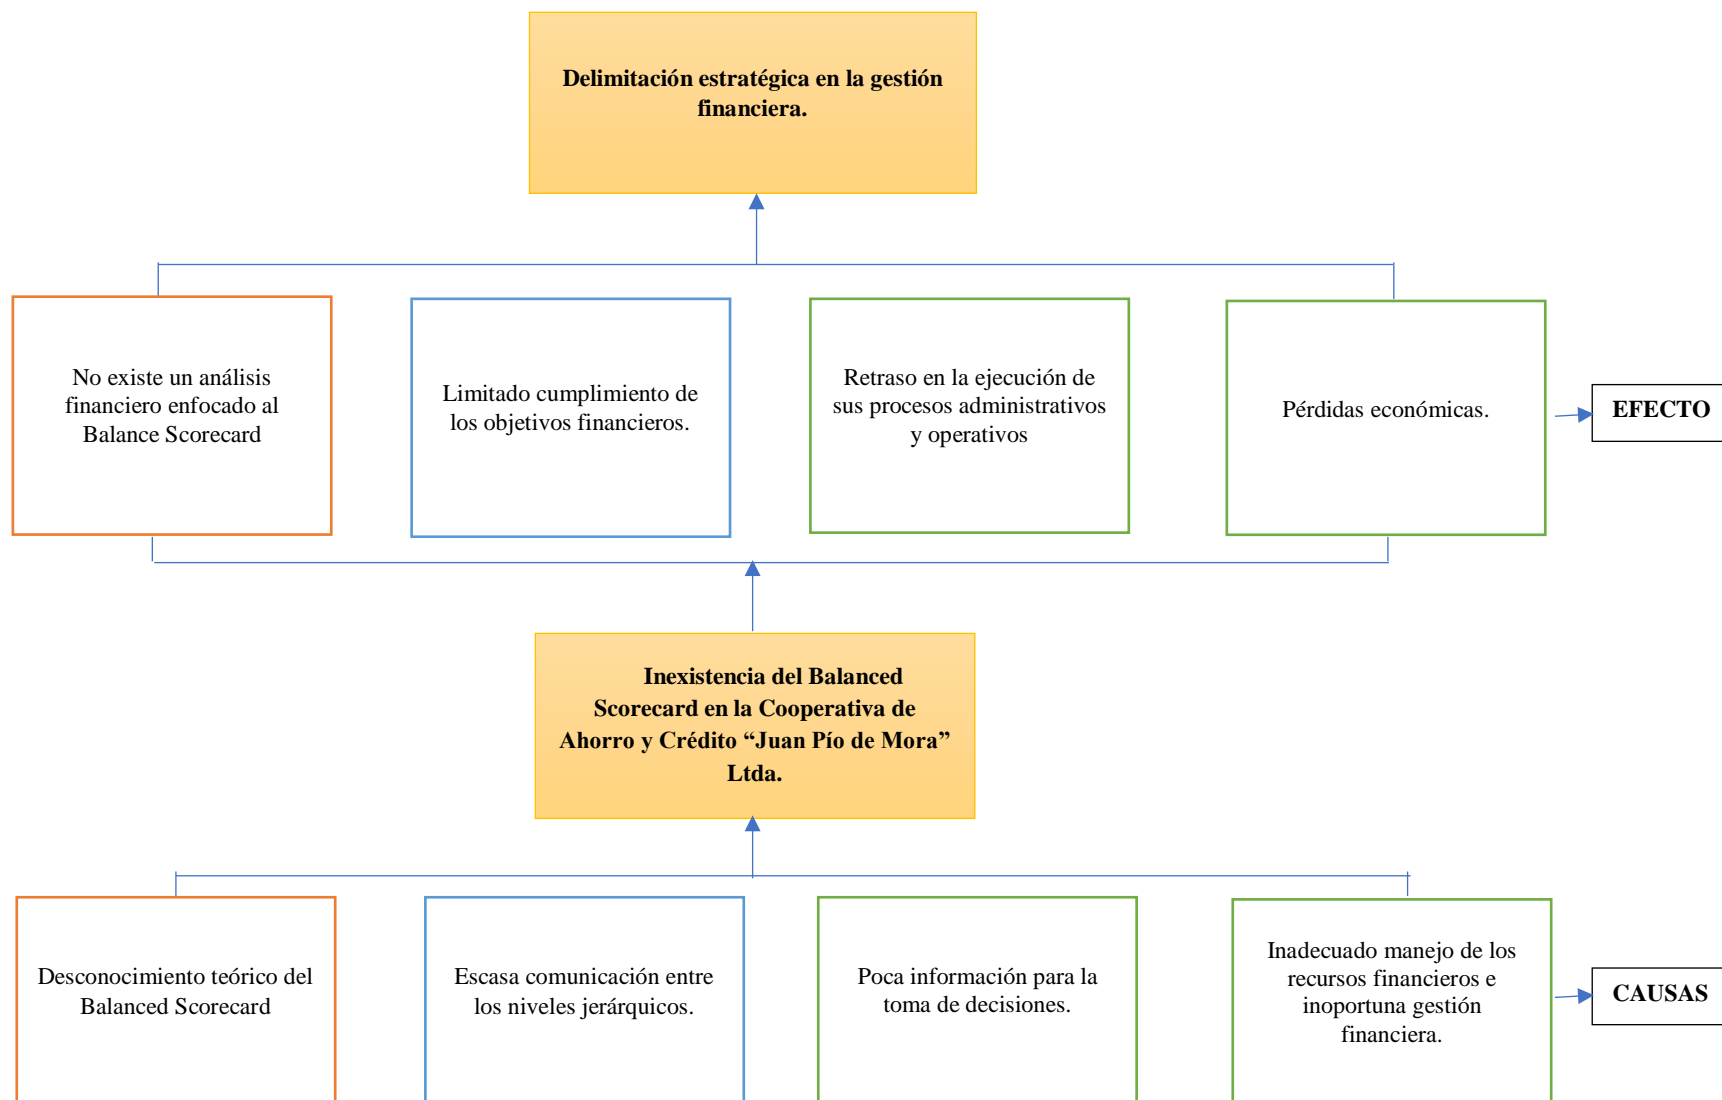 Delimitación estratégica en la gestión
financiera.
No existe un análisis
financiero enfocado al
Balance Scorecard
Limitado cumplimiento de
los objetivos financieros.
Retraso en la ejecución de
sus procesos administrativos
y operativos
Pérdidas económicas.
EFECTO
Inexistencia del Balanced
Scorecard en la Cooperativa de
Ahorro y Crédito “Juan Pío de Mora”
Ltda.
Desconocimiento teórico del
Balanced Scorecard
Escasa comunicación entre
los niveles jerárquicos.
Poca información para la
toma de decisiones.
Inadecuado manejo de los
recursos financieros e
inoportuna gestión
financiera.
CAUSAS